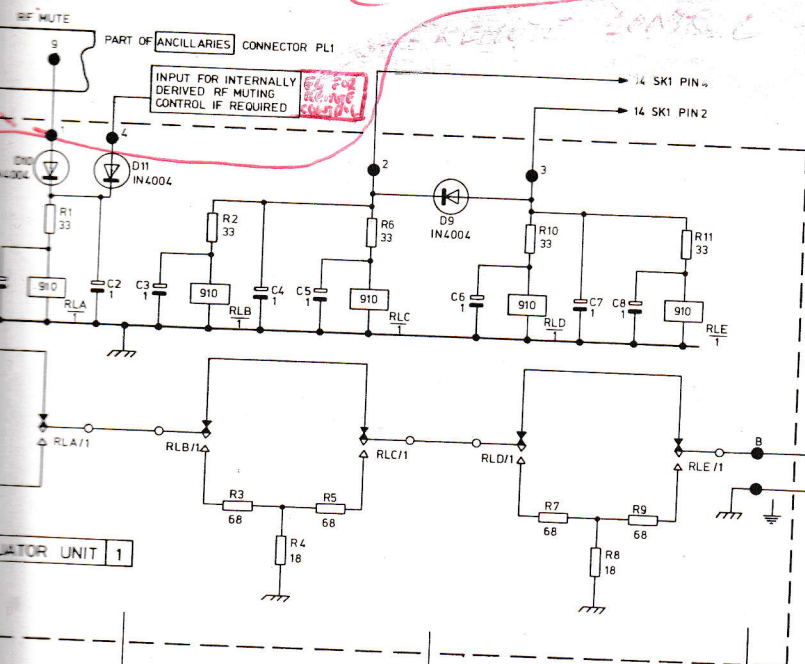 RF MUTE
9
PART OF ANCILLARIES CONNECTOR PL1
INPUT FOR INTERNALLY
DERIVED RF MUTING
CONTROL IF REQUIRED
14 SK1 PIN 4
14 SK1 PIN 2
1
4
2
3
D10
D11
IN4004
D9
IN4004
R1
33
R2
33
R6
33
R10
33
R11
33
910
RLA
1
C2
1
C3
1
910
RLB
1
C4
1
C5
1
910
RLC
1
C6
1
910
RLD
1
C7
1
C8
1
910
RLE
1
RLA/1
RLB/1
RLC/1
RLD/1
RLE/1
B
R3
68
R5
68
R4
18
R7
68
R9
68
R8
18
UATOR UNIT 1